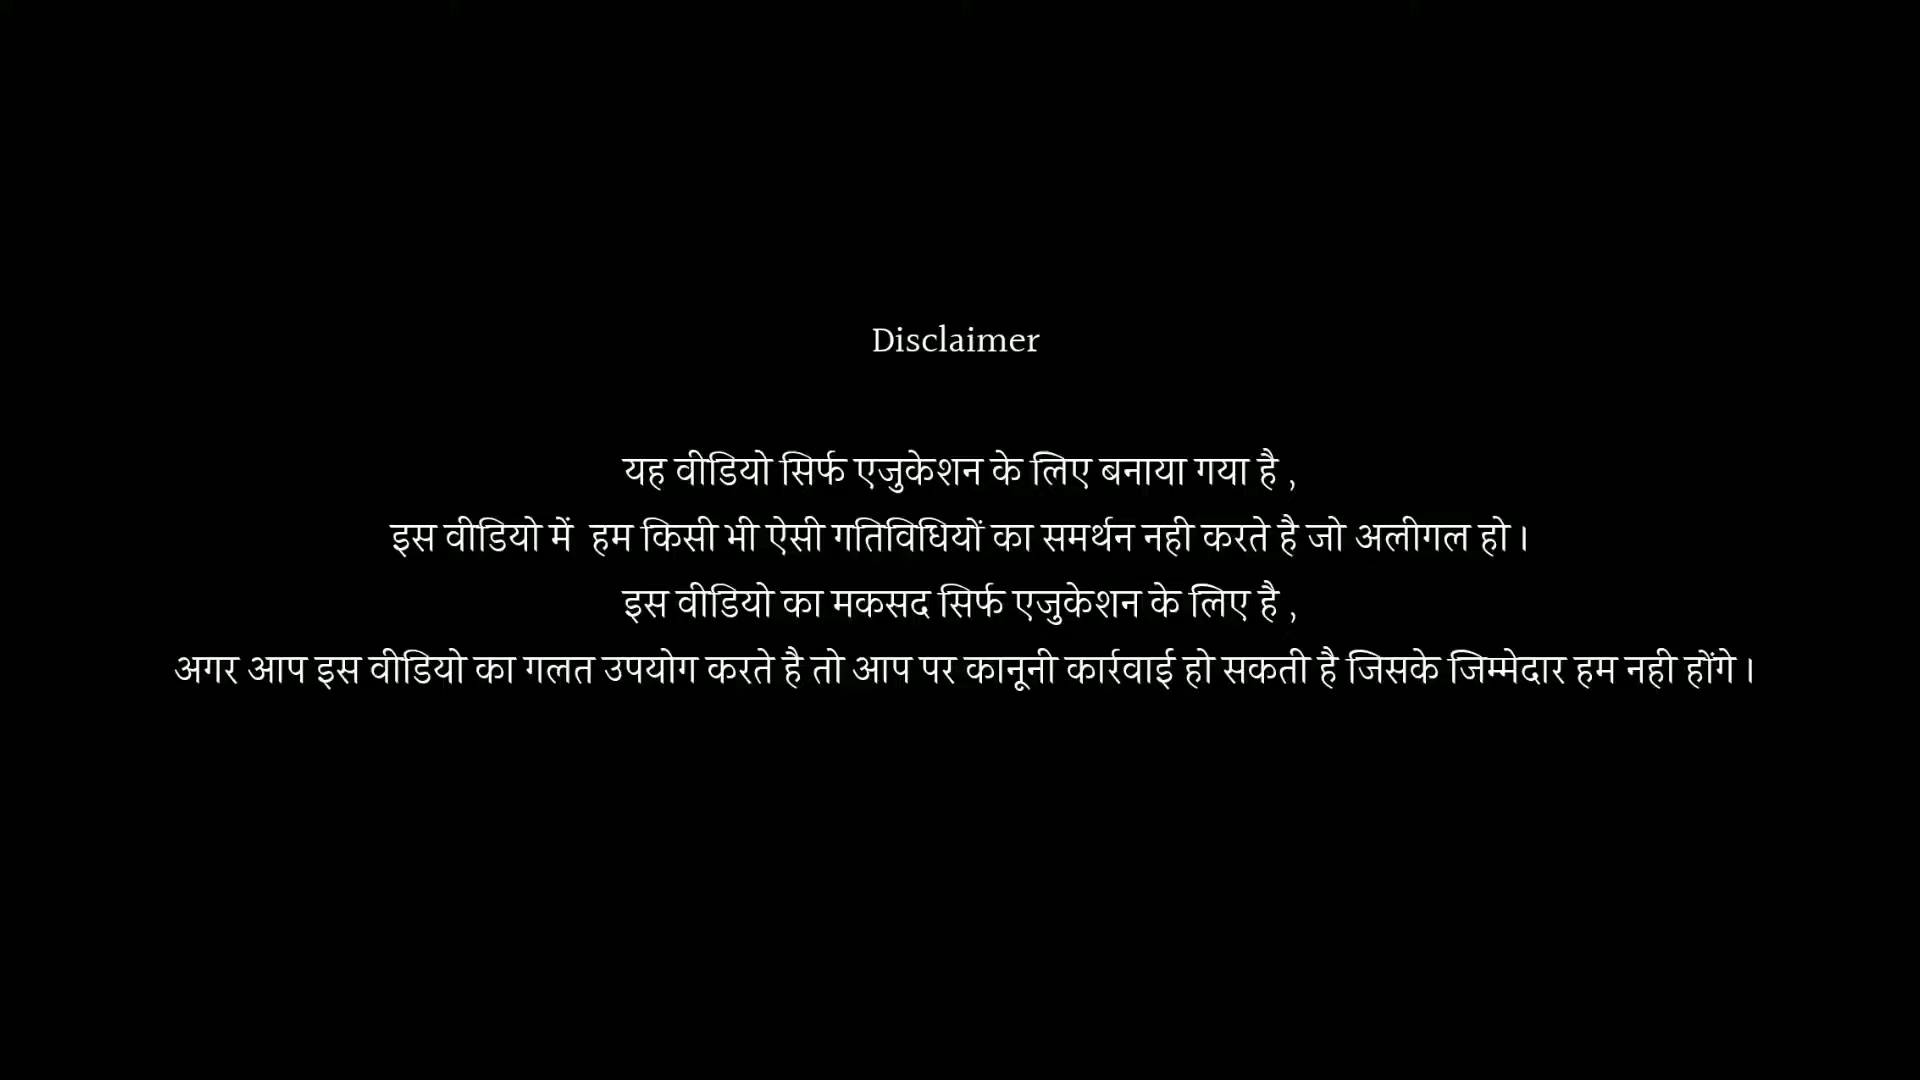 Disclaimer
यह वीडियो सिर्फ एजुकेशन के लिए बनाया गया है ,
इस वीडियो में  हम किसी भी ऐसी गतिविधियों का समर्थन नही करते है जो अलीगल हो ।
इस वीडियो का मकसद सिर्फ एजुकेशन के लिए है ,
अगर आप इस वीडियो का गलत उपयोग करते है तो आप पर कानूनी कार्रवाई हो सकती है जिसके जिम्मेदार हम नही होंगे ।